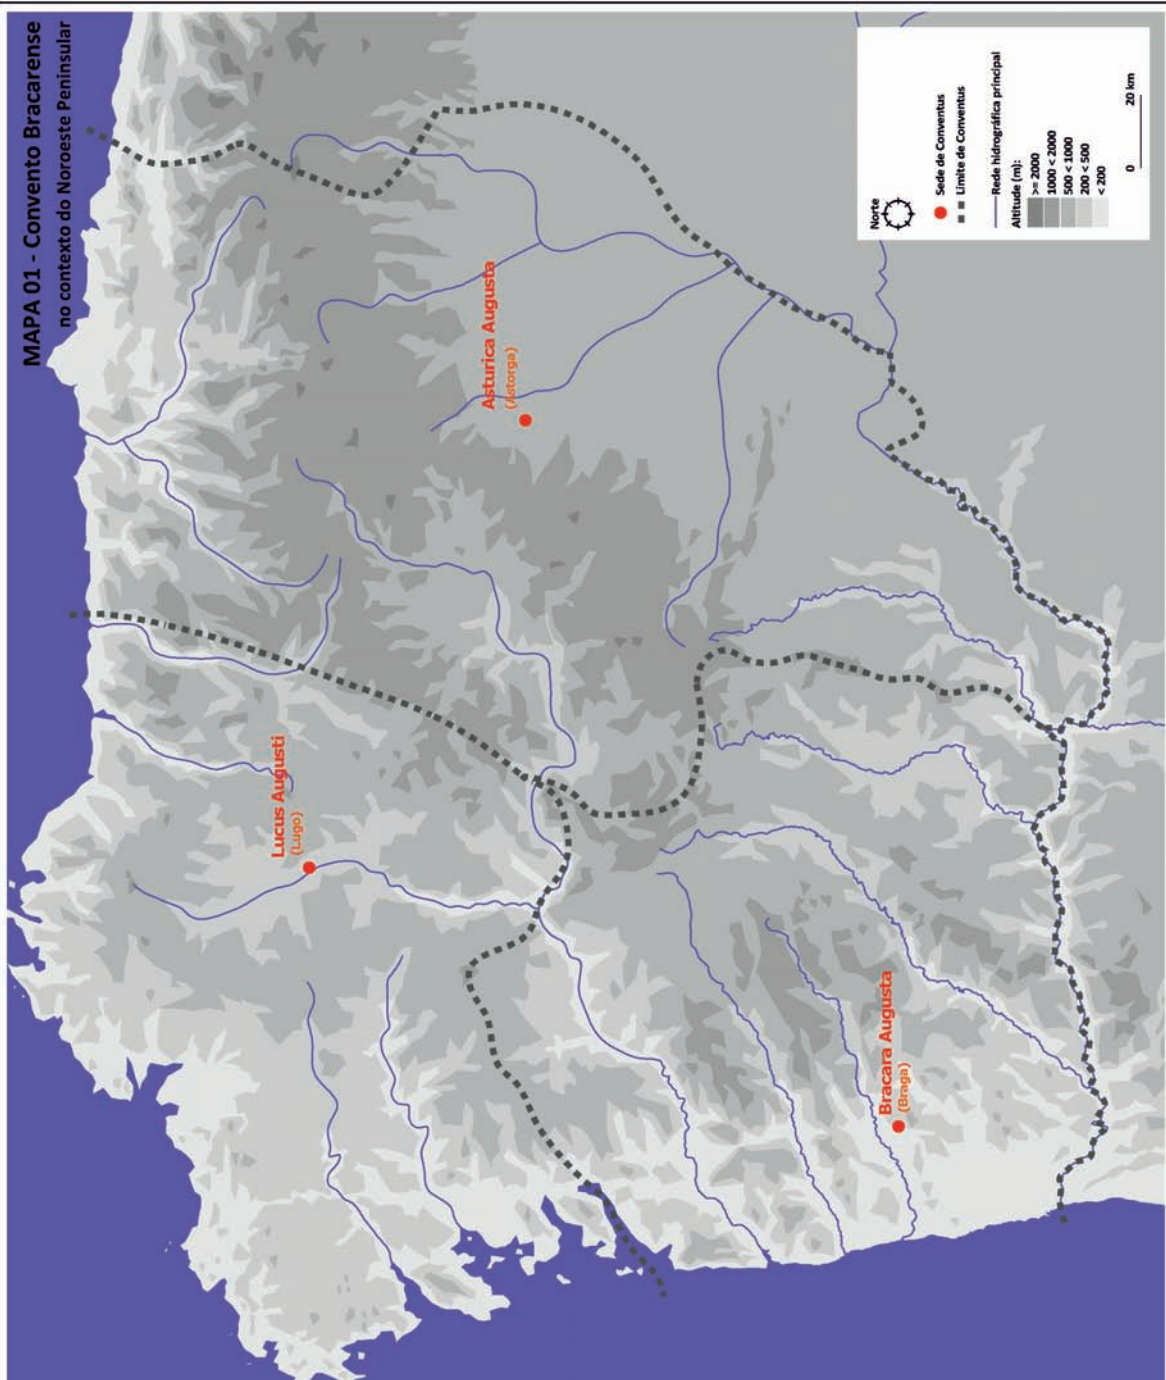 MAPA 01 - Convento Bracarense
no contexto do Noroeste Peninsular
Lucus Augusti
(Lugo)
Asturica Augusta
(Astorga)
Bracara Augusta
(Braga)
Norte
Sede de Conventus
Limite de Conventus
Rede hidrográfica principal
Altitude (m):
>= 2000
1000 < 2000
500 < 1000
200 < 500
< 200
0 20 km